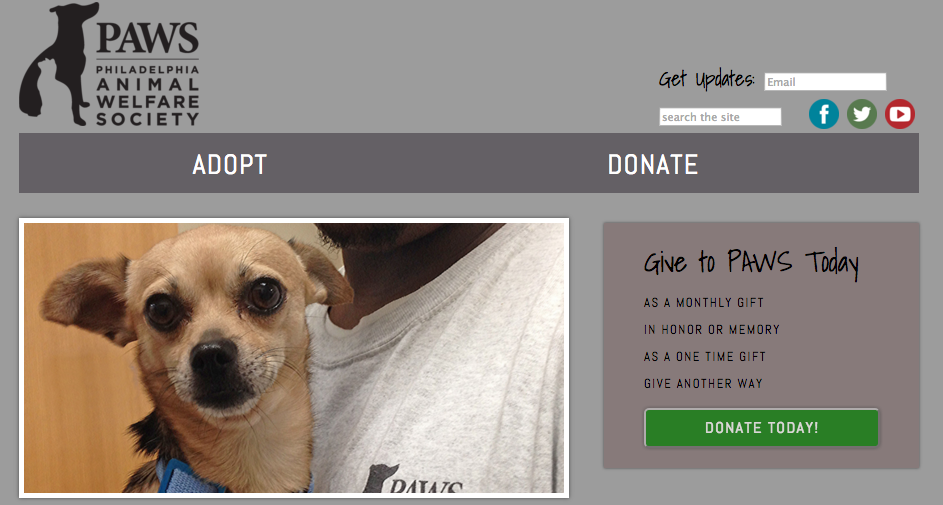 PAWS
PHILADELPHIA
ANIMAL
WELFARE
SOCIETY
Get Updates: Email
search the site
ADOPT DONATE
Give to PAWS Today
AS A MONTHLY GIFT
IN HONOR OR MEMORY
AS A ONE TIME GIFT
GIVE ANOTHER WAY
DONATE TODAY!
PAWS